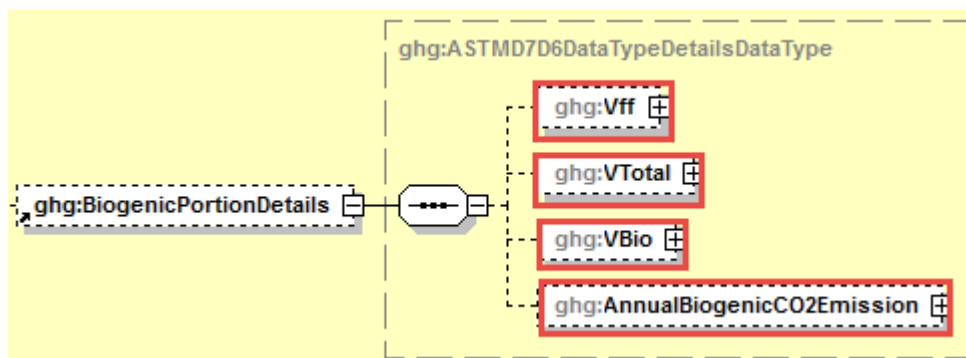 ghg:ASTMD7D6DataTypeDetailsDataType
ghg:Vff
ghg:VTotal
ghg:BiogenicPortionDetails
ghg:VBio
ghg:AnnualBiogenicCO2Emission